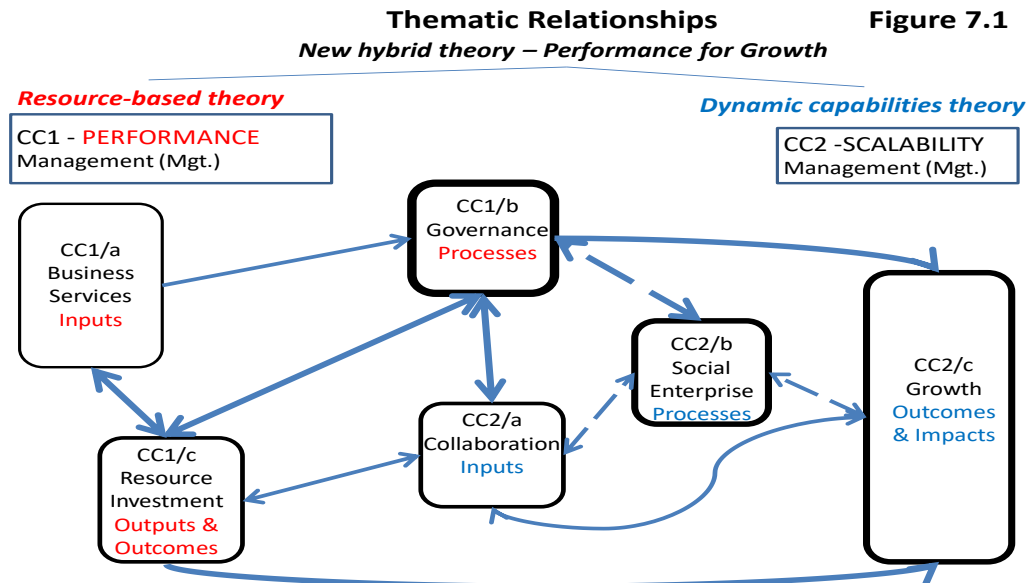 Thematic Relationships
Figure 7.1
New hybrid theory – Performance for Growth
Resource-based theory
Dynamic capabilities theory
CC1 - PERFORMANCE
Management (Mgt.)
CC2 -SCALABILITY
Management (Mgt.)
CC1/a
Business
Services
Inputs
CC1/b
Governance
Processes
CC2/b
Social
Enterprise
Processes
CC2/c
Growth
Outcomes
& Impacts
CC2/a
Collaboration
Inputs
CC1/c
Resource
Investment
Outputs &
Outcomes